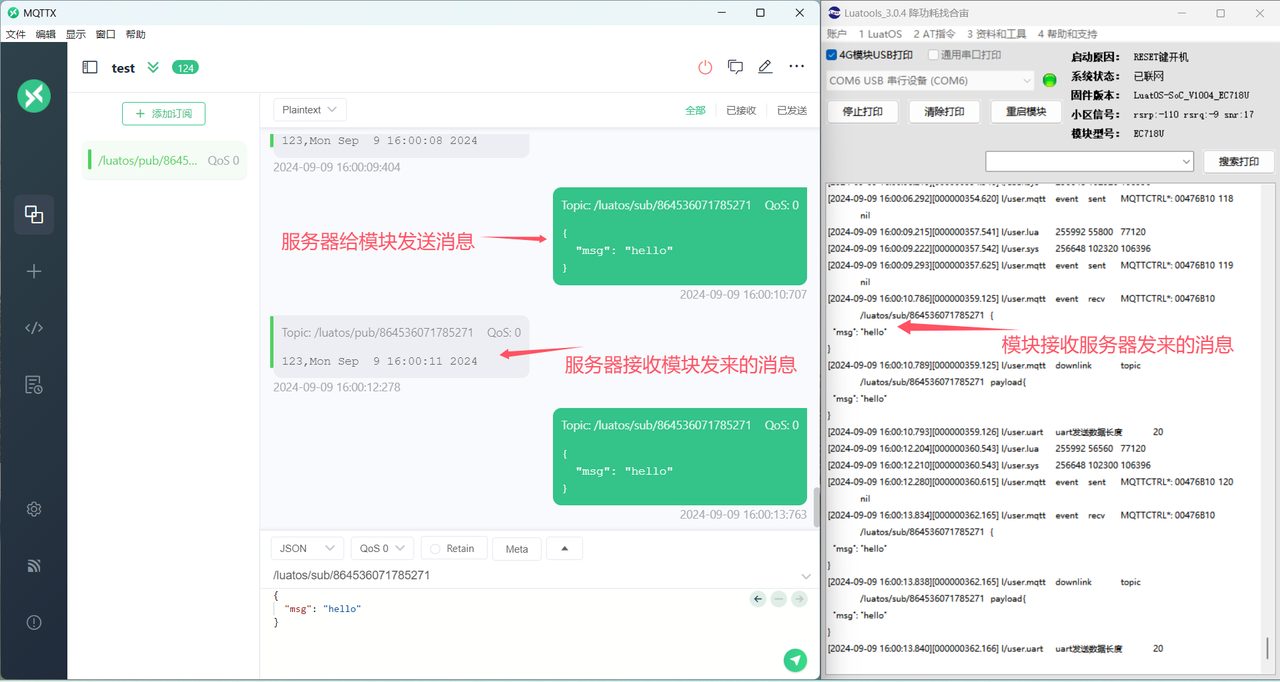 MQTTX
文件 编辑 显示 窗口 帮助
test 124
添加订阅
/luatos/pub/8645... QoS 0
Plaintext
全部 已接收 已发送
123,Mon Sep 9 16:00:08 2024
2024-09-09 16:00:09:404
Topic: /luatos/sub/864536071785271 QoS: 0
{
"msg": "hello"
}
2024-09-09 16:00:10:707
服务器给模块发送消息
Topic: /luatos/pub/864536071785271 QoS: 0
123,Mon Sep 9 16:00:11 2024
2024-09-09 16:00:12:278
服务器接收模块发来的消息
Topic: /luatos/sub/864536071785271 QoS: 0
{
"msg": "hello"
}
2024-09-09 16:00:13:763
JSON QoS 0 Retain Meta
/luatos/sub/864536071785271
{
"msg": "hello"
}
Luatools_3.0.4 降功耗找合宙
账户 1 LuatOS 2 AT指令 3 资料和工具 4 帮助和支持
4G模块USB打印 通用串口打印
COM6 USB 串行设备 (COM6)
停止打印 清除打印 重启模块
启动原因: RESET键开机
系统状态: 已联网
固件版本: LuatOS-SoC_V1004_EC718U
小区信号: rsrp:-110 rsrq:-9 snr:17
模块型号: EC718U
搜索打印
[2024-09-09 16:00:06.292][000000354.620] I/user.mqtt event sent MQTTCTRL*: 00476B10 118
nil
[2024-09-09 16:00:09.215][000000357.541] I/user.lua 255992 55800 77120
[2024-09-09 16:00:09.222][000000357.542] I/user.sys 256648 102320 106396
[2024-09-09 16:00:09.293][000000357.625] I/user.mqtt event sent MQTTCTRL*: 00476B10 119
nil
[2024-09-09 16:00:10.786][000000359.125] I/user.mqtt event recv MQTTCTRL*: 00476B10
/luatos/sub/864536071785271 {
"msg": "hello"
}
模块接收服务器发来的消息
[2024-09-09 16:00:10.789][000000359.125] I/user.mqtt downlink topic
/luatos/sub/864536071785271 payload{
"msg": "hello"
}
[2024-09-09 16:00:10.793][000000359.126] I/user.uart uart发送数据长度 20
[2024-09-09 16:00:12.204][000000360.543] I/user.lua 255992 56560 77120
[2024-09-09 16:00:12.210][000000360.543] I/user.sys 256648 102300 106396
[2024-09-09 16:00:12.280][000000360.615] I/user.mqtt event sent MQTTCTRL*: 00476B10 120
nil
[2024-09-09 16:00:13.834][000000362.165] I/user.mqtt event recv MQTTCTRL*: 00476B10
/luatos/sub/864536071785271 {
"msg": "hello"
}
[2024-09-09 16:00:13.838][000000362.165] I/user.mqtt downlink topic
/luatos/sub/864536071785271 payload{
"msg": "hello"
}
[2024-09-09 16:00:13.840][000000362.166] I/user.uart uart发送数据长度 20